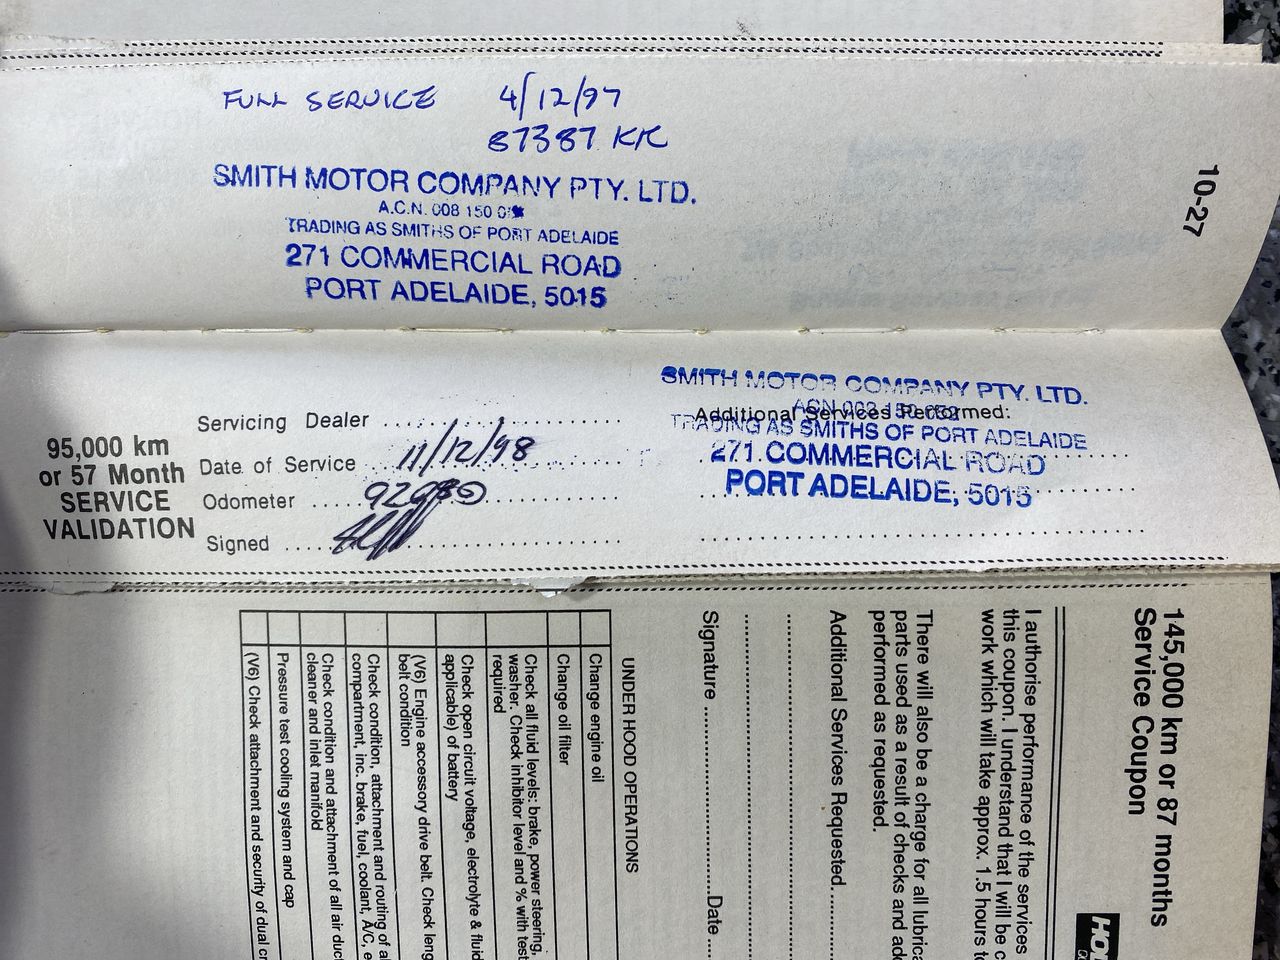 FULL SERVICE 4/12/97
87387 KK
SMITH MOTOR COMPANY PTY. LTD.
A.C.N. 008 150
TRADING AS SMITHS OF PORT ADELAIDE
271 COMMERCIAL ROAD
PORT ADELAIDE, 5015
10-27
95,000 km
or 57 Month
SERVICE
VALIDATION
Servicing Dealer
Date of Service 11/12/98
Odometer
Signed
SMITH MOTOR COMPANY PTY. LTD.
Additional Services Performed:
TRADING AS SMITHS OF PORT ADELAIDE
271 COMMERCIAL ROAD
PORT ADELAIDE, 5015
145,000 km or 87 months
Service Coupon
I authorise performance of the services
this coupon. I understand that I will be c
work which will take approx. 1.5 hours to
There will also be a charge for all lubrica
parts used as a result of checks and add
performed as requested.
Additional Services Requested
Signature Date
UNDER HOOD OPERATIONS
Change engine oil
Change oil filter
Check all fluid levels: brake, power steering,
washer. Check inhibitor level and % with test
required
Check open circuit voltage, electrolyte & fluid
applicable) of battery
(V6) Engine accessory drive belt. Check leng
belt condition
Check condition, attachment and routing of al
compartment, inc. brake, fuel, coolant, A/C, e
Check condition and attachment of all air duc
cleaner and inlet manifold
Pressure test cooling system and cap
(V6) Check attachment and security of dual cr